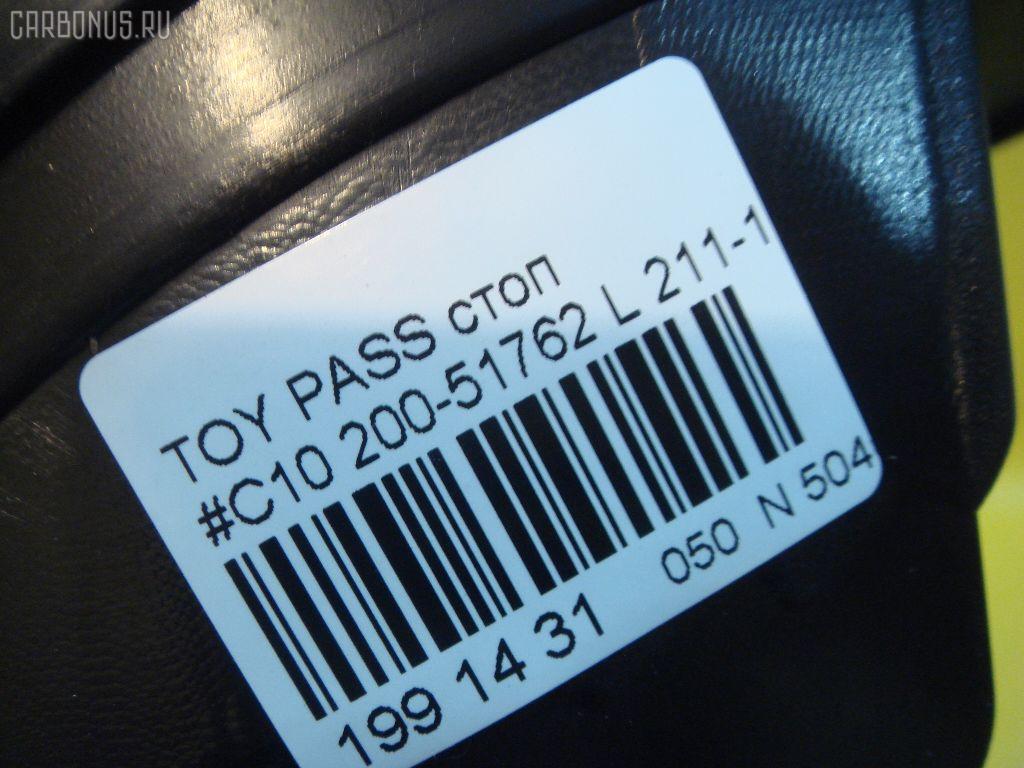 CARBONUS.RU
TOY PASS стоп
#C10 200-51762 L 211-1
199 14 31 050 N 504